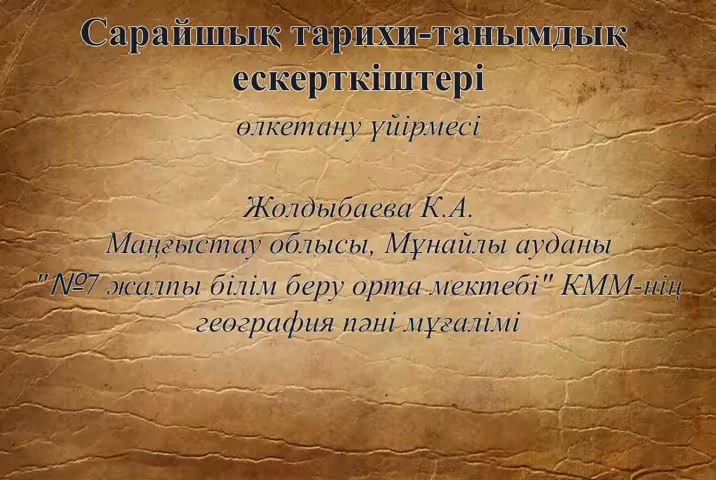 Сарайшық тарихи-танымдық
ескерткіштері
өлкетану үйірмесі
Жолдыбаева К.А.
Маңғыстау облысы, Мұнайлы ауданы
"№7 жалпы білім беру орта мектебі" КММ-нің
география пәні мұғалімі